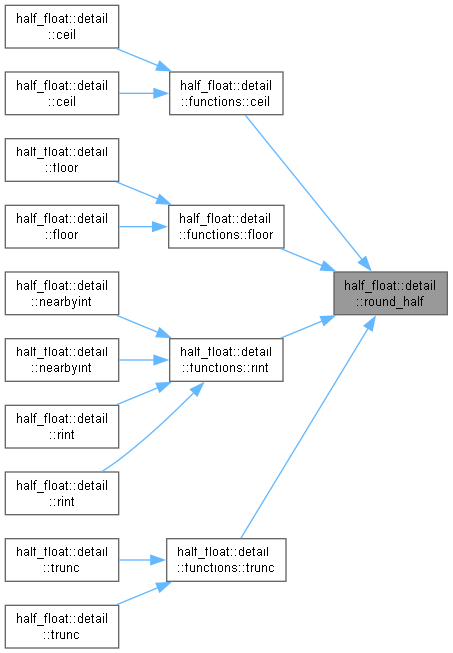 half_float::detail
::ceil
half_float::detail
::ceil
half_float::detail
::functions::ceil
half_float::detail
::floor
half_float::detail
::floor
half_float::detail
::functions::floor
half_float::detail
::nearbyint
half_float::detail
::nearbyint
half_float::detail
::rint
half_float::detail
::rint
half_float::detail
::functions::rint
half_float::detail
::round_half
half_float::detail
::trunc
half_float::detail
::trunc
half_float::detail
::functions::trunc